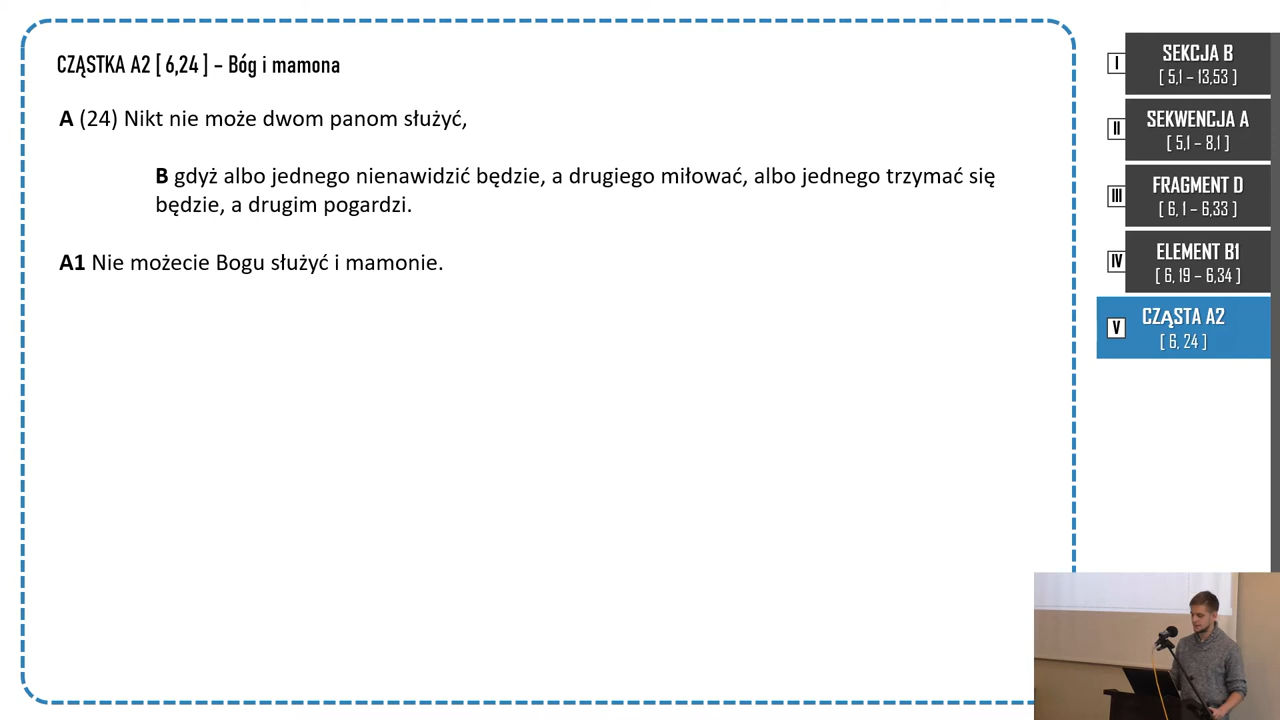 CZĄSTKA A2 [ 6,24 ] – Bóg i mamona
A (24) Nikt nie może dwom panom służyć,
B gdyż albo jednego nienawidzić będzie, a drugiego miłować, albo jednego trzymać się
będzie, a drugim pogardzi.
A1 Nie możecie Bogu służyć i mamonie.
I
SEKCJA B
[ 5,1 – 13,53 ]
II
SEKWENCJA A
[ 5,1 – 8,1 ]
III
FRAGMENT D
[ 6, 1 – 6,33 ]
IV
ELEMENT B1
[ 6, 19 – 6,34 ]
V
CZĄSTA A2
[ 6, 24 ]